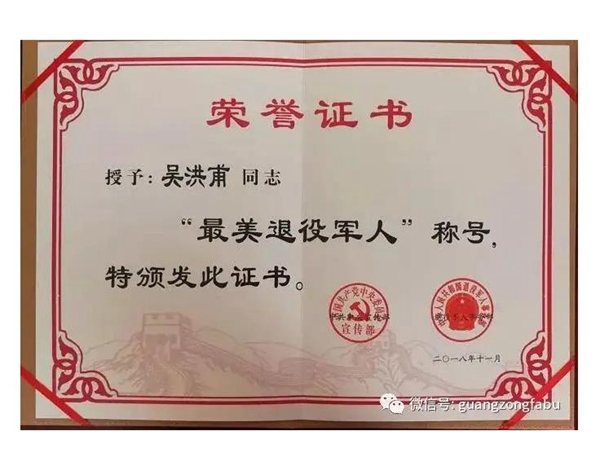 荣誉证书
授予：吴洪甫 同志
“最美退役军人”称号，
特颁发此证书。
宣传部
二〇一八年十一月
微信号: guangzongfabu